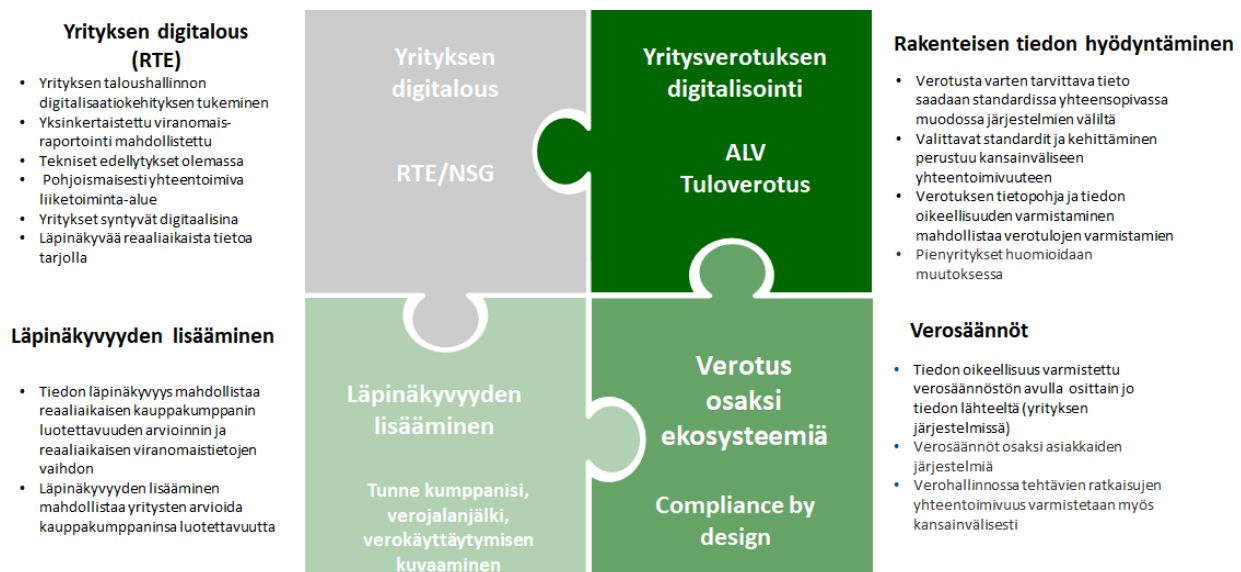 Yrityksen digitalous
(RTE)
• Yrityksen taloushallinnon
digitalisaatiokehityksen tukeminen
• Yksinkertaistettu viranomais-
raportointi mahdollistettu
• Tekniset edellytykset olemassa
• Pohjoismaisesti yhteentoimiva
liiketoiminta-alue
• Yritykset syntyvät digitaalisina
• Läpinäkyvää reaaliaikaista tietoa
tarjolla
Yrityksen
digitalous
RTE/NSG
Yritysverotuksen
digitalisointi
ALV
Tuloverotus
Rakenteisen tiedon hyödyntäminen
• Verotusta varten tarvittava tieto
saadaan standardissa yhteensopivassa
muodossa järjestelmien väliltä
• Valittavat standardit ja kehittäminen
perustuu kansainväliseen
yhteentoimivuuteen
• Verotuksen tietopohja ja tiedon
oikeellisuuden varmistaminen
mahdollistaa verotulojen varmistamien
• Pienyritykset huomioidaan
muutoksessa
Läpinäkyvyyden lisääminen
• Tiedon läpinäkyvyys mahdollistaa
reaaliaikaisen kauppakumppanin
luotettavuuden arvioinnin ja
reaaliaikaisen viranomaistietojen
vaihdon
• Läpinäkyvyyden lisääminen
mahdollistaa yritysten arvioida
kauppakumppaninsa luotettavuutta
Läpinäkyvyyden
lisääminen
Tunne kumppanisi,
verojalanjälki,
verokäyttäytymisen
kuvaaminen
Verotus
osaksi
ekosysteemiä
Compliance by
design
Verosäännöt
• Tiedon oikeellisuus varmistettu
verosäännöstön avulla osittain jo
tiedon lähteeltä (yrityksen
järjestelmissä)
• Verosäännöt osaksi asiakkaiden
järjestelmiä
• Verohallinnossa tehtävien ratkaisujen
yhteentoimivuus varmistetaan myös
kansainvälisesti